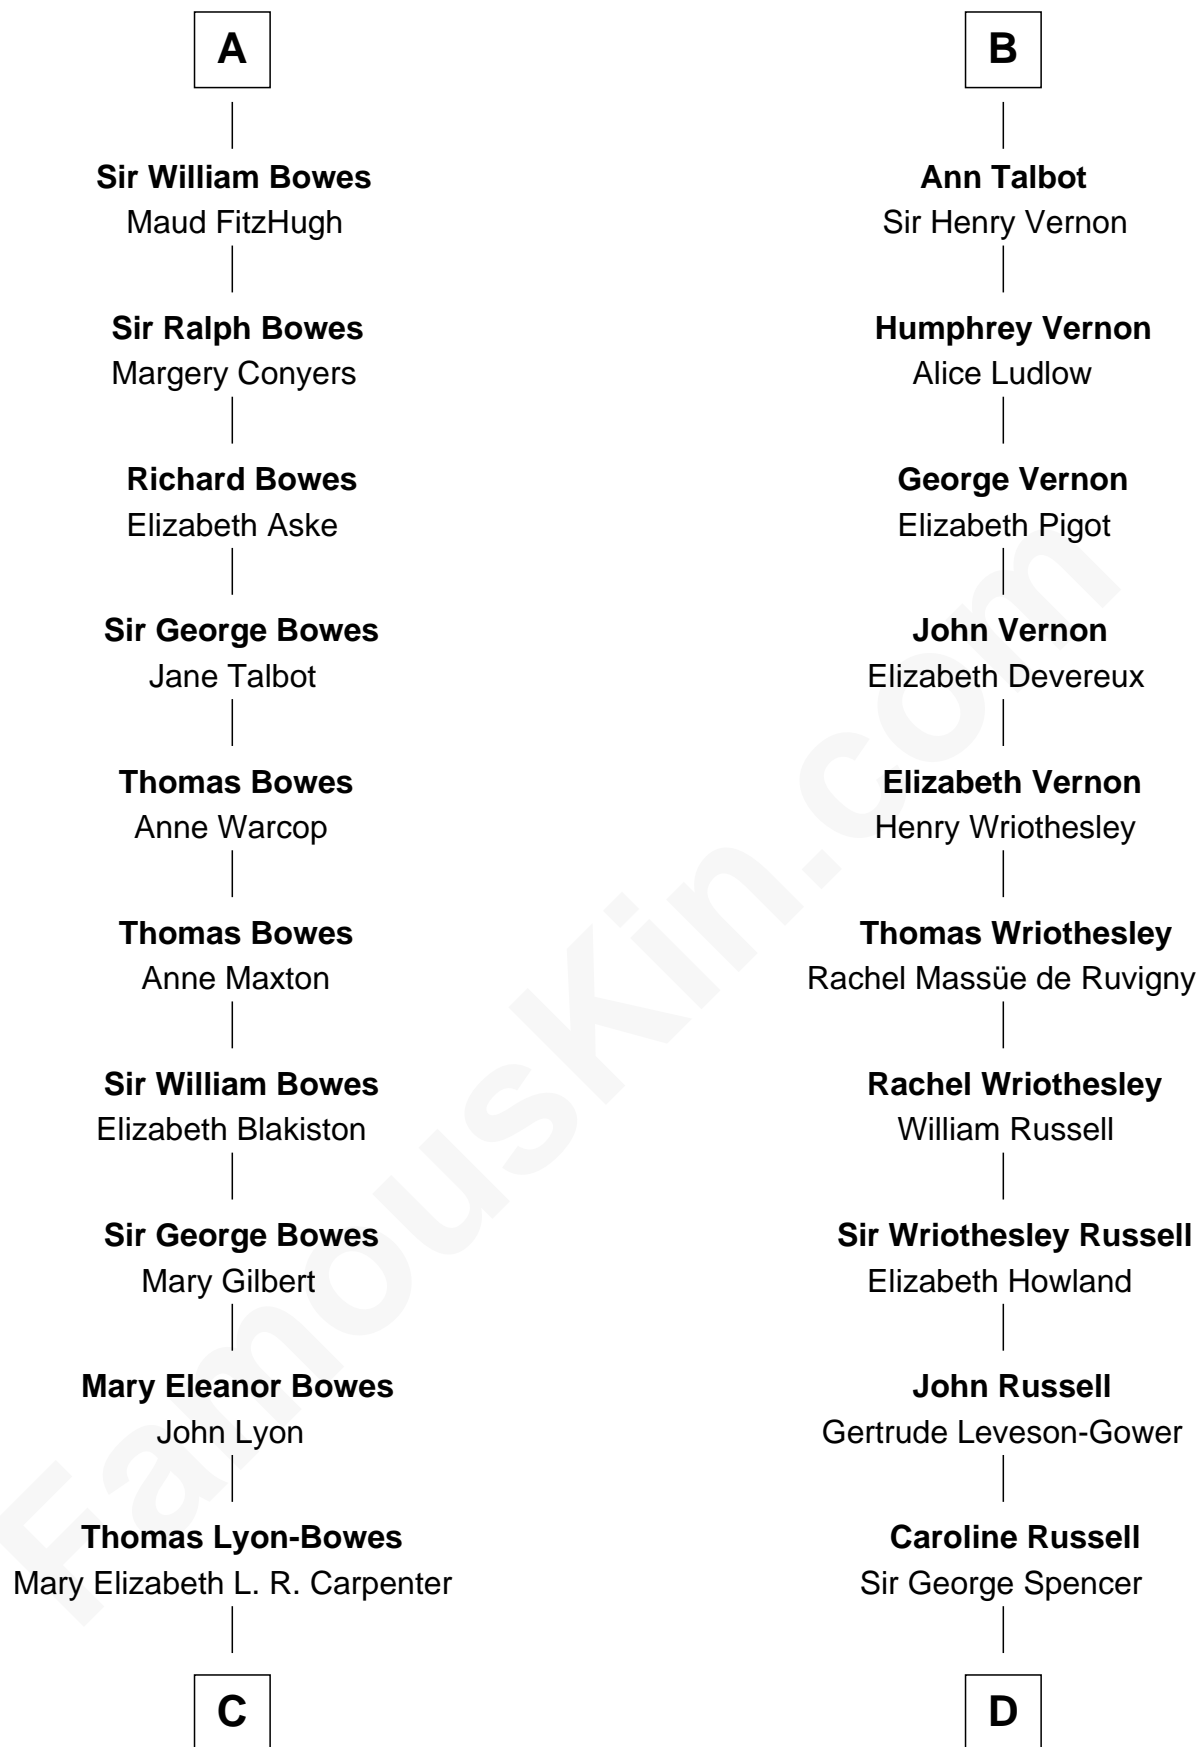 A
Sir William Bowes
Maud FitzHugh
Sir Ralph Bowes
Margery Conyers
Richard Bowes
Elizabeth Aske
Sir George Bowes
Jane Talbot
Thomas Bowes
Anne Warcop
Thomas Bowes
Anne Maxton
Sir William Bowes
Elizabeth Blakiston
Sir George Bowes
Mary Gilbert
Mary Eleanor Bowes
John Lyon
Thomas Lyon-Bowes
Mary Elizabeth L. R. Carpenter
C
B
Ann Talbot
Sir Henry Vernon
Humphrey Vernon
Alice Ludlow
George Vernon
Elizabeth Pigot
John Vernon
Elizabeth Devereux
Elizabeth Vernon
Henry Wriothesley
Thomas Wriothesley
Rachel Massüe de Ruvigny
Rachel Wriothesley
William Russell
Sir Wriothesley Russell
Elizabeth Howland
John Russell
Gertrude Leveson-Gower
Caroline Russell
Sir George Spencer
D
FamousKin.com